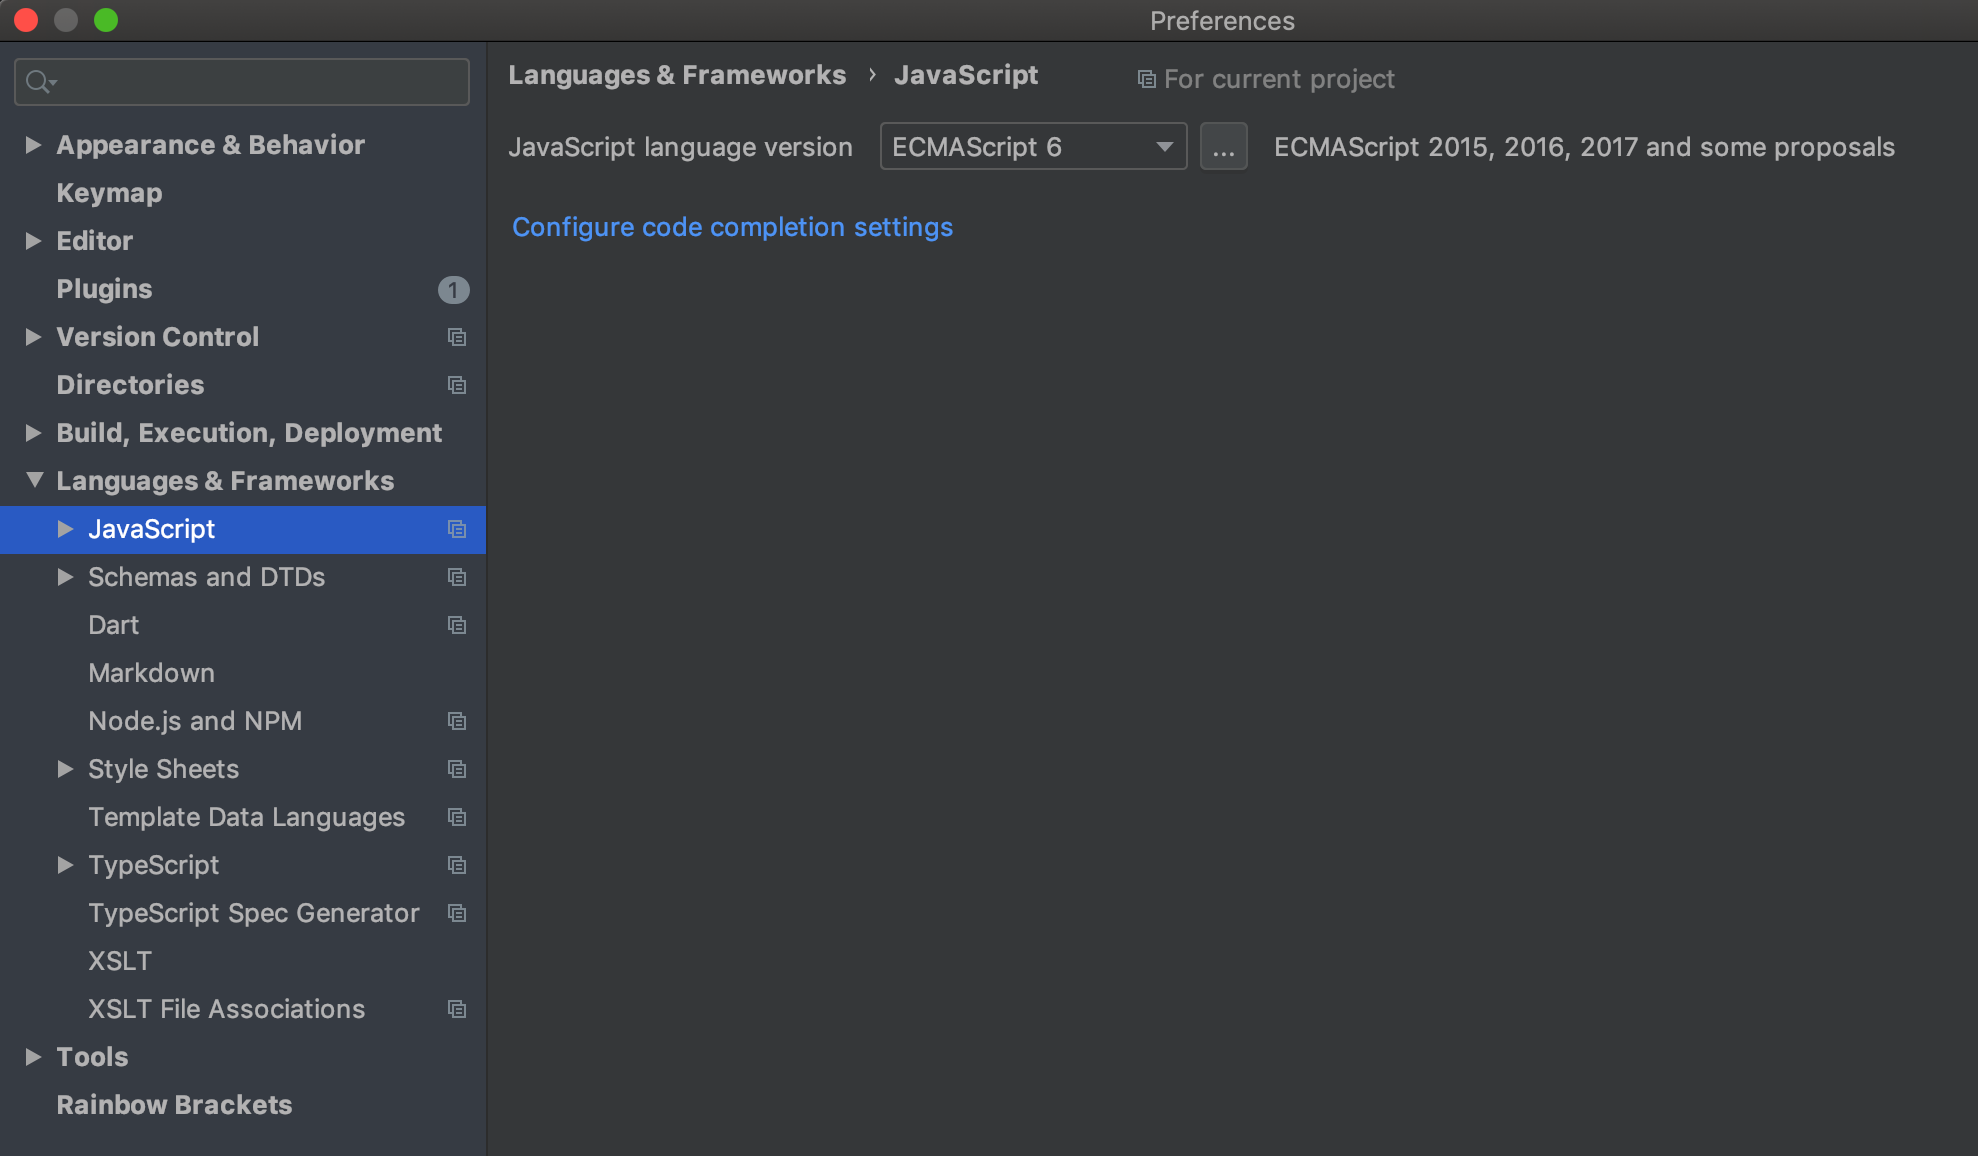 Preferences
Appearance & Behavior
Keymap
Editor
Plugins 1
Version Control
Directories
Build, Execution, Deployment
Languages & Frameworks
JavaScript
Schemas and DTDs
Dart
Markdown
Node.js and NPM
Style Sheets
Template Data Languages
TypeScript
TypeScript Spec Generator
XSLT
XSLT File Associations
Tools
Rainbow Brackets
Languages & Frameworks › JavaScript For current project
JavaScript language version ECMAScript 6 ... ECMAScript 2015, 2016, 2017 and some proposals
Configure code completion settings